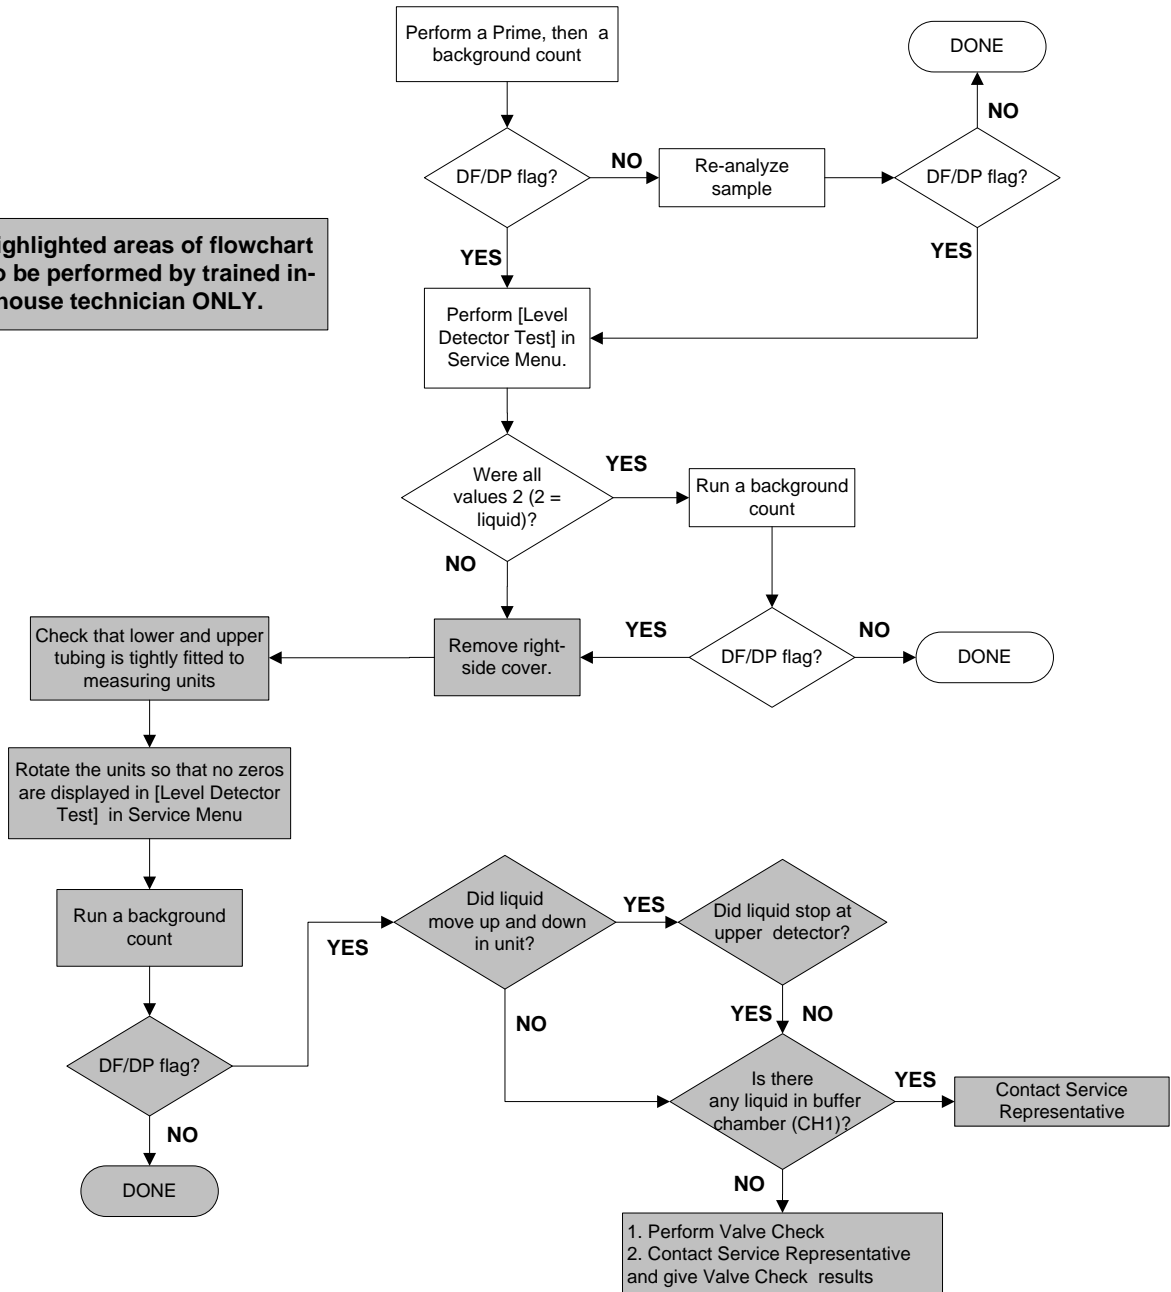 Perform a Prime, then a
background count
DONE
NO
DF/DP flag?
NO
Re-analyze
sample
DF/DP flag?
YES
YES
ighlighted areas of flowchart
be performed by trained in-
house technician ONLY.
Perform [Level
Detector Test] in
Service Menu.
Were all
values 2 (2 =
liquid)?
YES
Run a background
count
NO
Remove right-
side cover.
YES
DF/DP flag?
NO
DONE
Check that lower and upper
tubing is tightly fitted to
measuring units
Rotate the units so that no zeros
are displayed in [Level Detector
Test] in Service Menu
Run a background
count
DF/DP flag?
YES
NO
DONE
Did liquid
move up and down
in unit?
YES
Did liquid stop at
upper detector?
NO
YES
NO
Is there
any liquid in buffer
chamber (CH1)?
YES
Contact Service
Representative
NO
1. Perform Valve Check
2. Contact Service Representative
and give Valve Check results